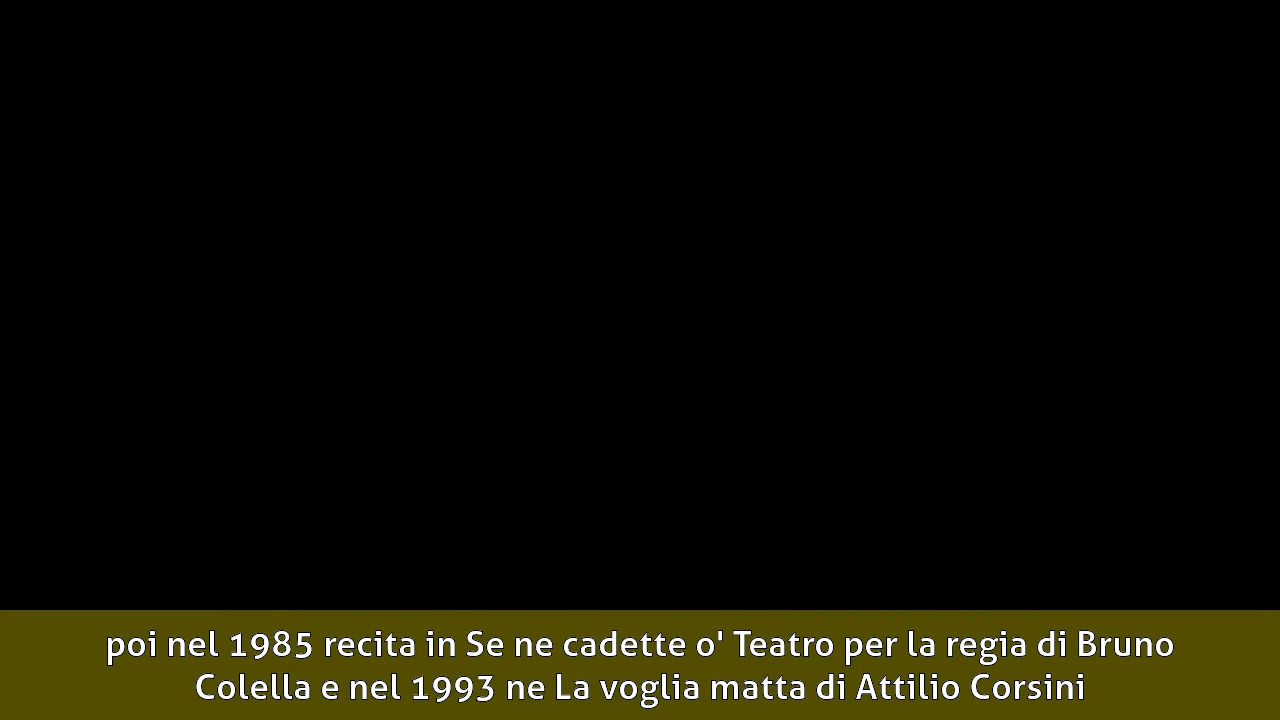 poi nel 1985 recita in Se ne cadette o' Teatro per la regia di Bruno
Colella e nel 1993 ne La voglia matta di Attilio Corsini